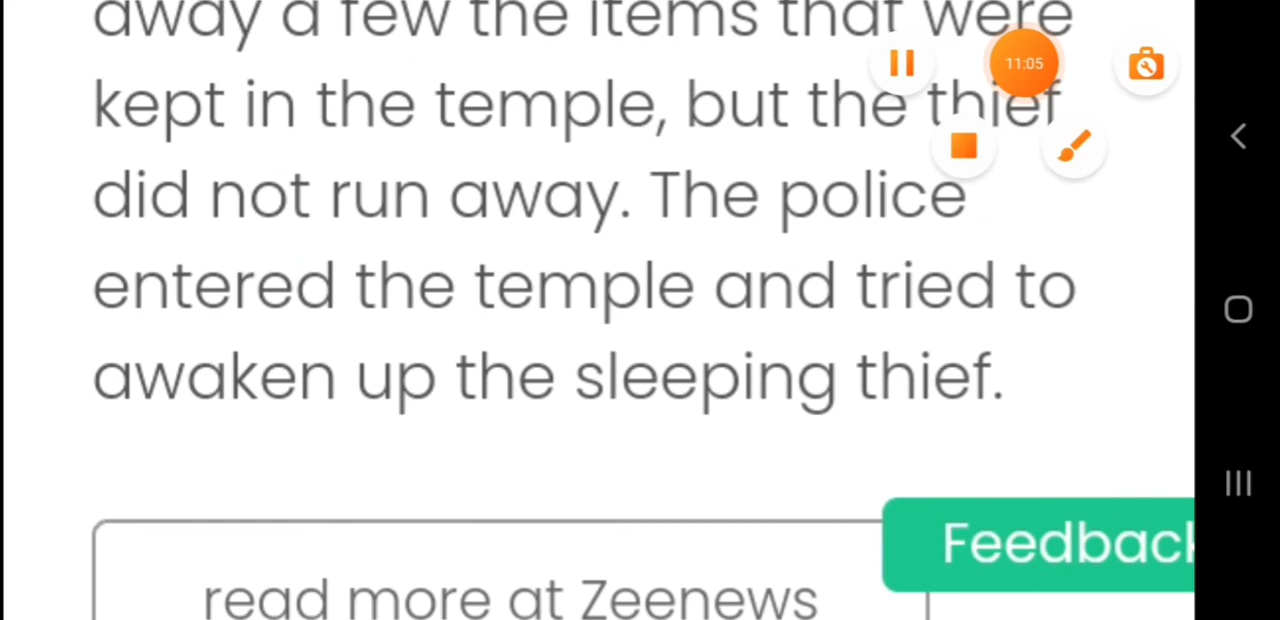 away a few the items that were
kept in the temple, but the thief
did not run away. The police
entered the temple and tried to
awaken up the sleeping thief.
read more at Zeenews
Feedback
11:05